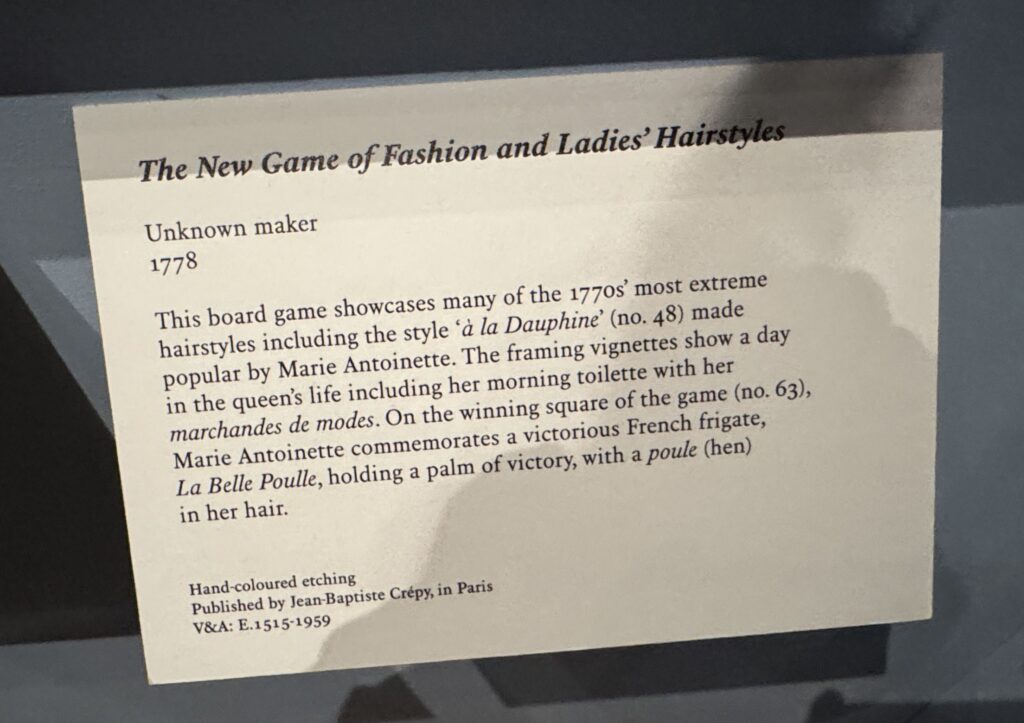 The New Game of Fashion and Ladies' Hairstyles
Unknown maker
1778
This board game showcases many of the 1770s' most extreme
hairstyles including the style 'à la Dauphine' (no. 48) made
popular by Marie Antoinette. The framing vignettes show a day
in the queen's life including her morning toilette with her
marchandes de modes. On the winning square of the game (no. 63),
Marie Antoinette commemorates a victorious French frigate,
La Belle Poulle, holding a palm of victory, with a poule (hen)
in her hair.
Hand-coloured etching
Published by Jean-Baptiste Crépy, in Paris
V&A: E.1515-1959